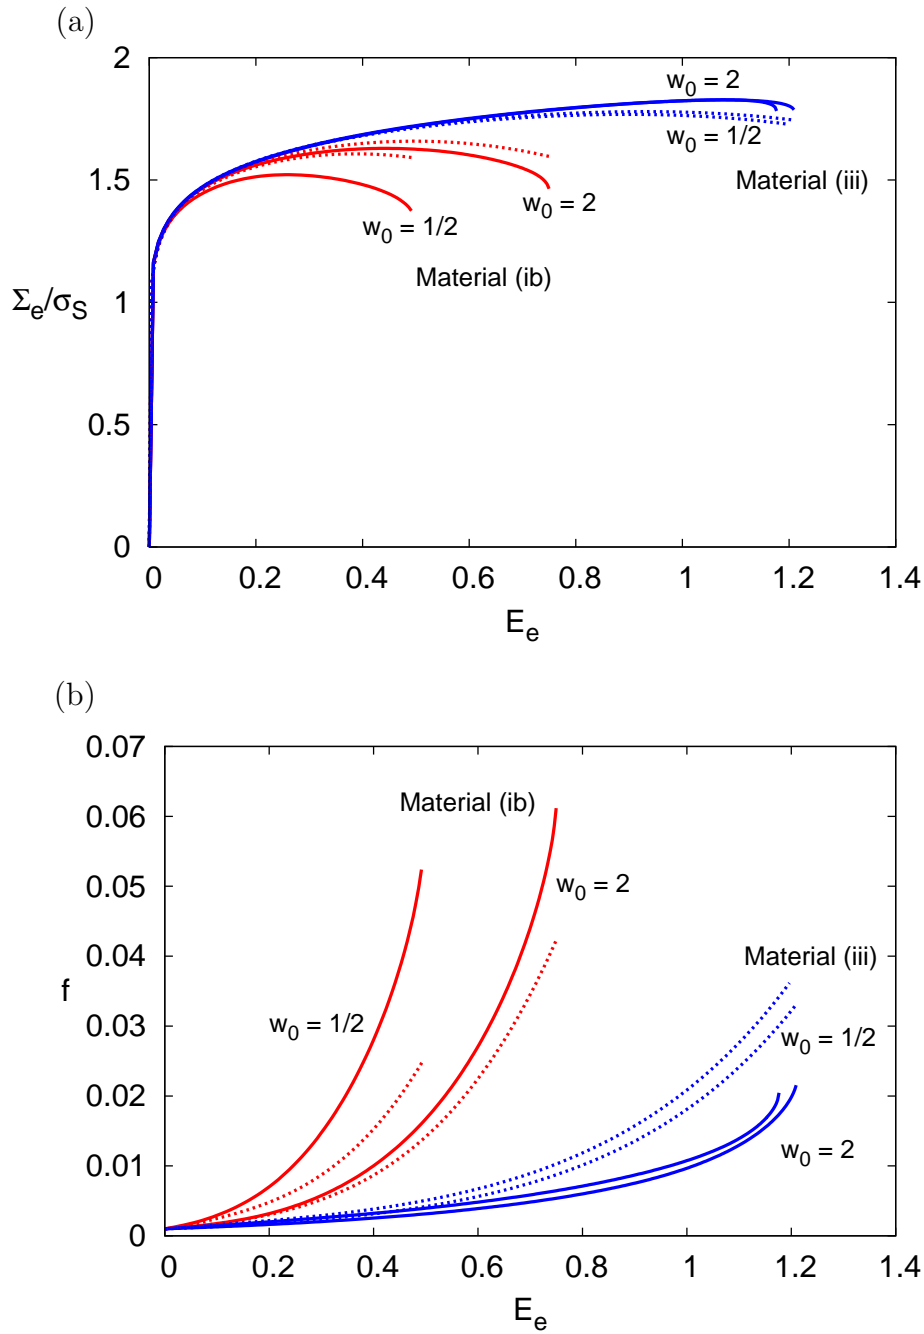 (a)
2
1.5
1
0.5
0
Σe/σS
w0 = 2
w0 = 1/2
Material (iii)
w0 = 2
w0 = 1/2
Material (ib)
0 0.2 0.4 0.6 0.8 1 1.2 1.4
Ee
(b)
0.07
0.06
0.05
0.04
0.03
0.02
0.01
0
f
Material (ib)
w0 = 2
Material (iii)
w0 = 1/2
w0 = 1/2
w0 = 2
0 0.2 0.4 0.6 0.8 1 1.2 1.4
Ee